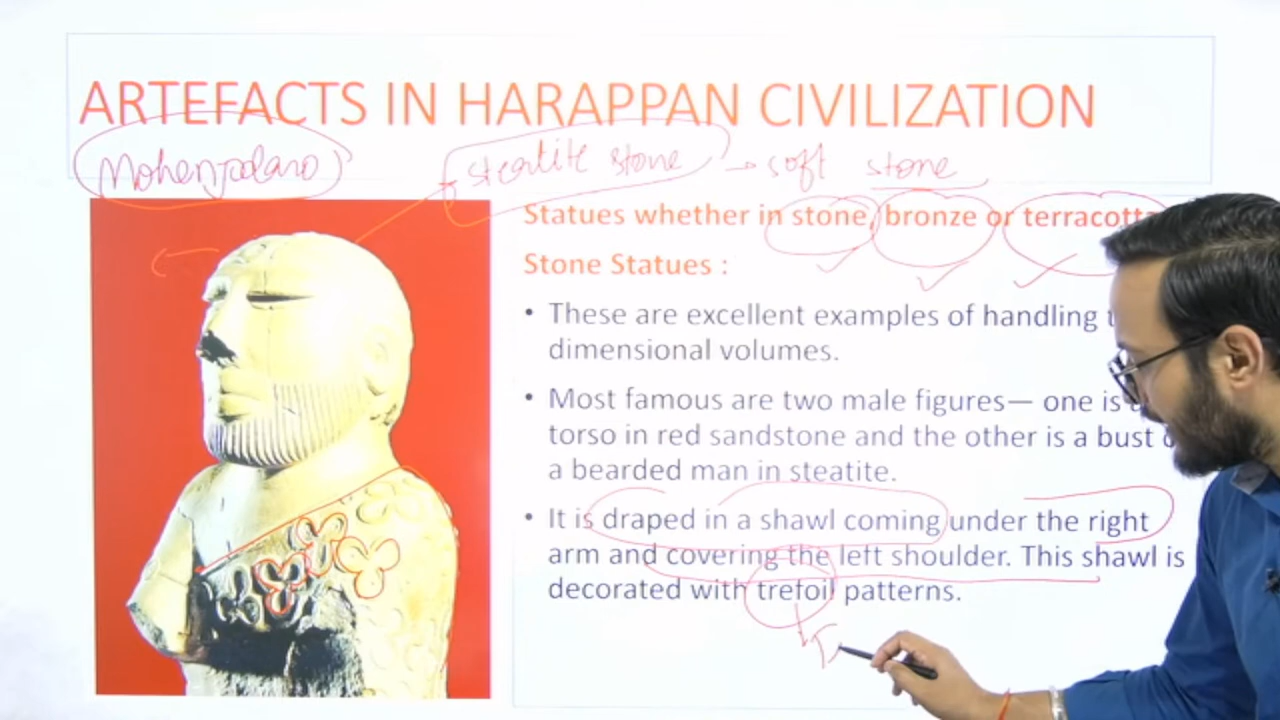 ARTEFACTS IN HARAPPAN CIVILIZATION
Mohenjodaro
steatite stone → soft stone
Statues whether in stone, bronze or terracotta
Stone Statues :
• These are excellent examples of handling
dimensional volumes.
• Most famous are two male figures— one is
torso in red sandstone and the other is a bust
a bearded man in steatite.
• It is draped in a shawl coming under the right
arm and covering the left shoulder. This shawl is
decorated with trefoil patterns.